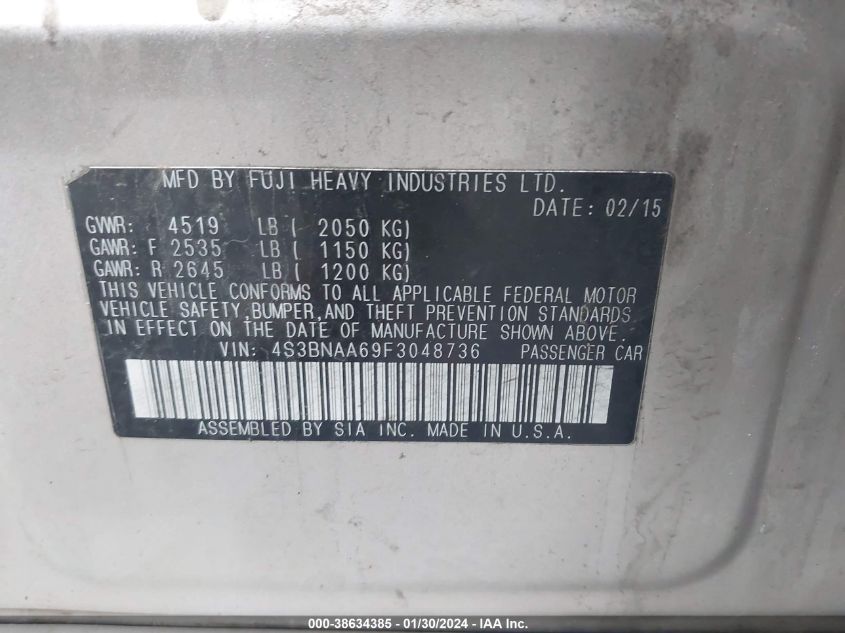 MFD BY FUJI HEAVY INDUSTRIES LTD.
DATE: 02/15
GVWR: 4519 LB ( 2050 KG)
GAWR: F 2535 LB ( 1150 KG)
GAWR: R 2645 LB ( 1200 KG)
THIS VEHICLE CONFORMS TO ALL APPLICABLE FEDERAL MOTOR
VEHICLE SAFETY,BUMPER,AND THEFT PREVENTION STANDARDS
IN EFFECT ON THE DATE OF MANUFACTURE SHOWN ABOVE.
VIN: 4S3BNAA69F3048736 PASSENGER CAR
ASSEMBLED BY SIA INC. MADE IN U.S.A.
000-38634385 - 01/30/2024 - IAA Inc.